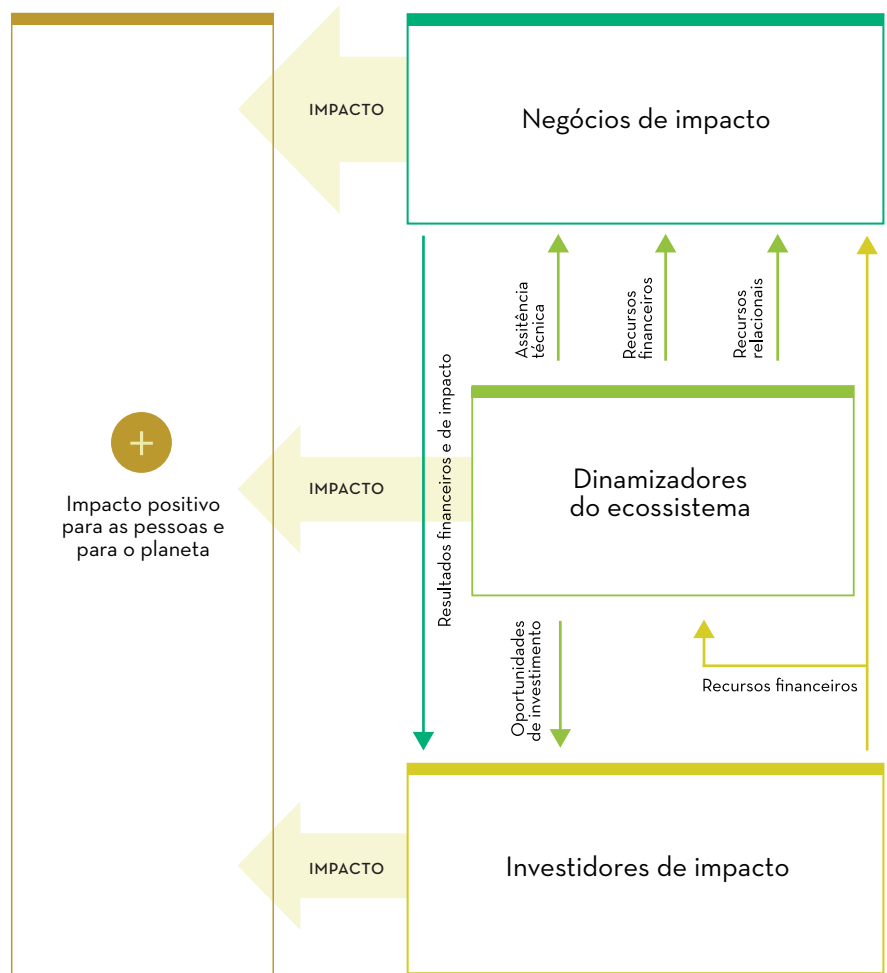 IMPACTO
Negócios de impacto
Assitência
técnica
Recursos
financeiros
Recursos
relacionais
Resultados financeiros e de impacto
+
Impacto positivo
para as pessoas e
para o planeta
IMPACTO
Dinamizadores
do ecossistema
Oportunidades
de investimento
Recursos financeiros
IMPACTO
Investidores de impacto